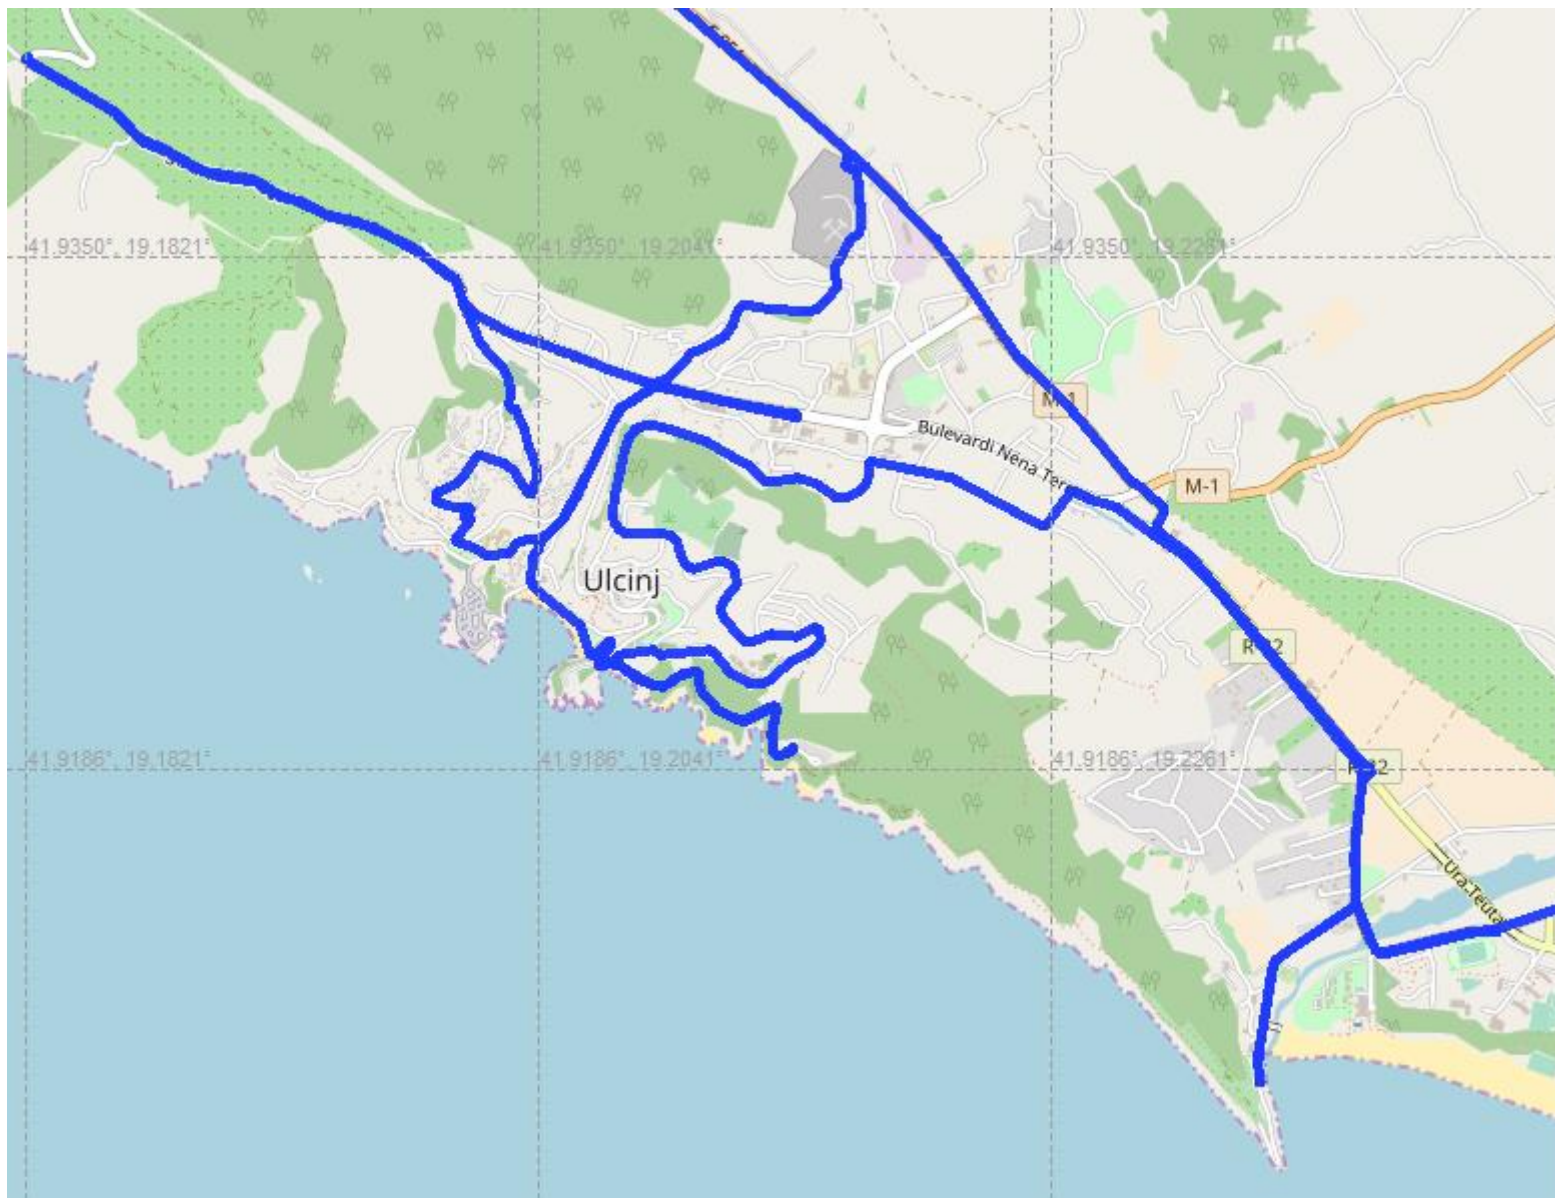 41.9350°, 19.1821°
41.9350°, 19.2041°
41.9350°, 19.2261°
M-1
Bulevardi Nëna Ter
M-1
Ulcinj
41.9186°, 19.1821°
41.9186°, 19.2041°
41.9186°, 19.2261°
Ura Teuta